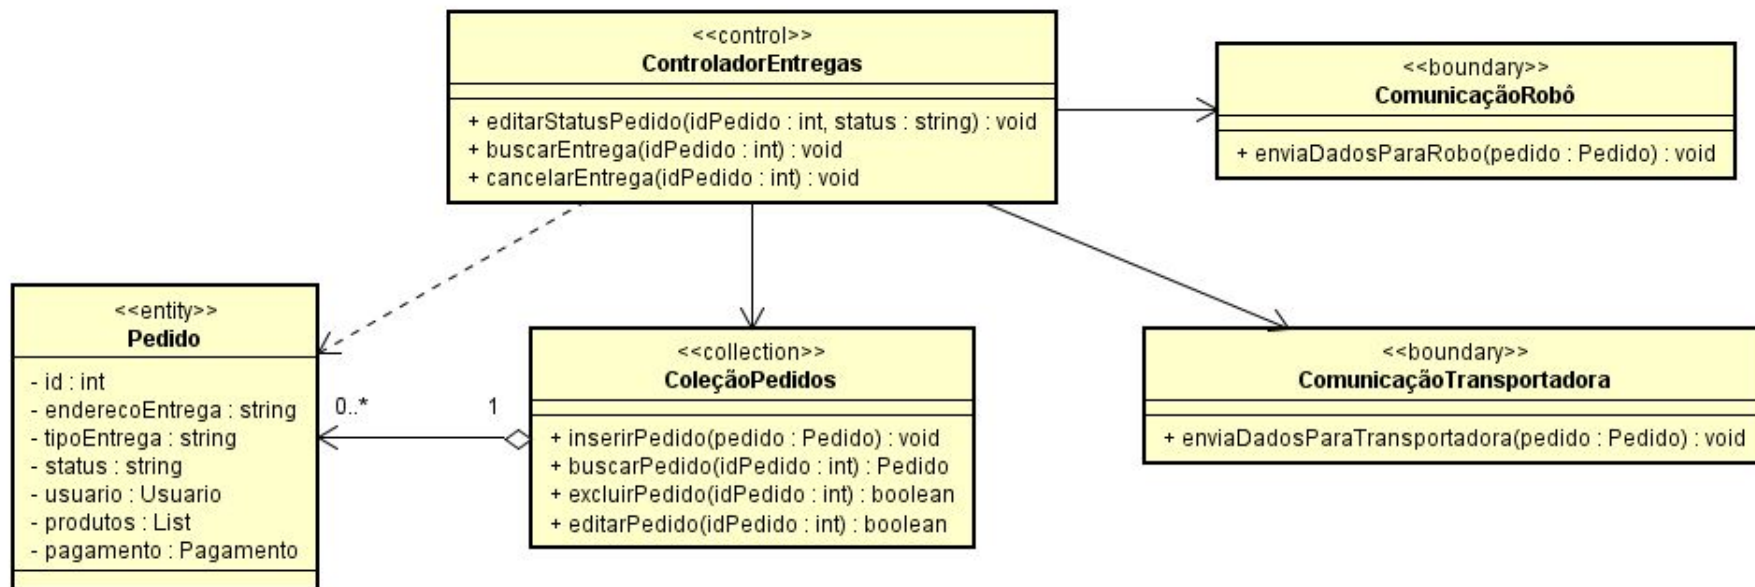 <<control>>
ControladorEntregas
+ editarStatusPedido(idPedido : int, status : string) : void
+ buscarEntrega(idPedido : int) : void
+ cancelarEntrega(idPedido : int) : void
<<boundary>>
ComunicaçãoRobô
+ enviaDadosParaRobo(pedido : Pedido) : void
<<entity>>
Pedido
- id : int
- enderecoEntrega : string
- tipoEntrega : string
- status : string
- usuario : Usuario
- produtos : List
- pagamento : Pagamento
0..*
1
<<collection>>
ColeçãoPedidos
+ inserirPedido(pedido : Pedido) : void
+ buscarPedido(idPedido : int) : Pedido
+ excluirPedido(idPedido : int) : boolean
+ editarPedido(idPedido : int) : boolean
<<boundary>>
ComunicaçãoTransportadora
+ enviaDadosParaTransportadora(pedido : Pedido) : void